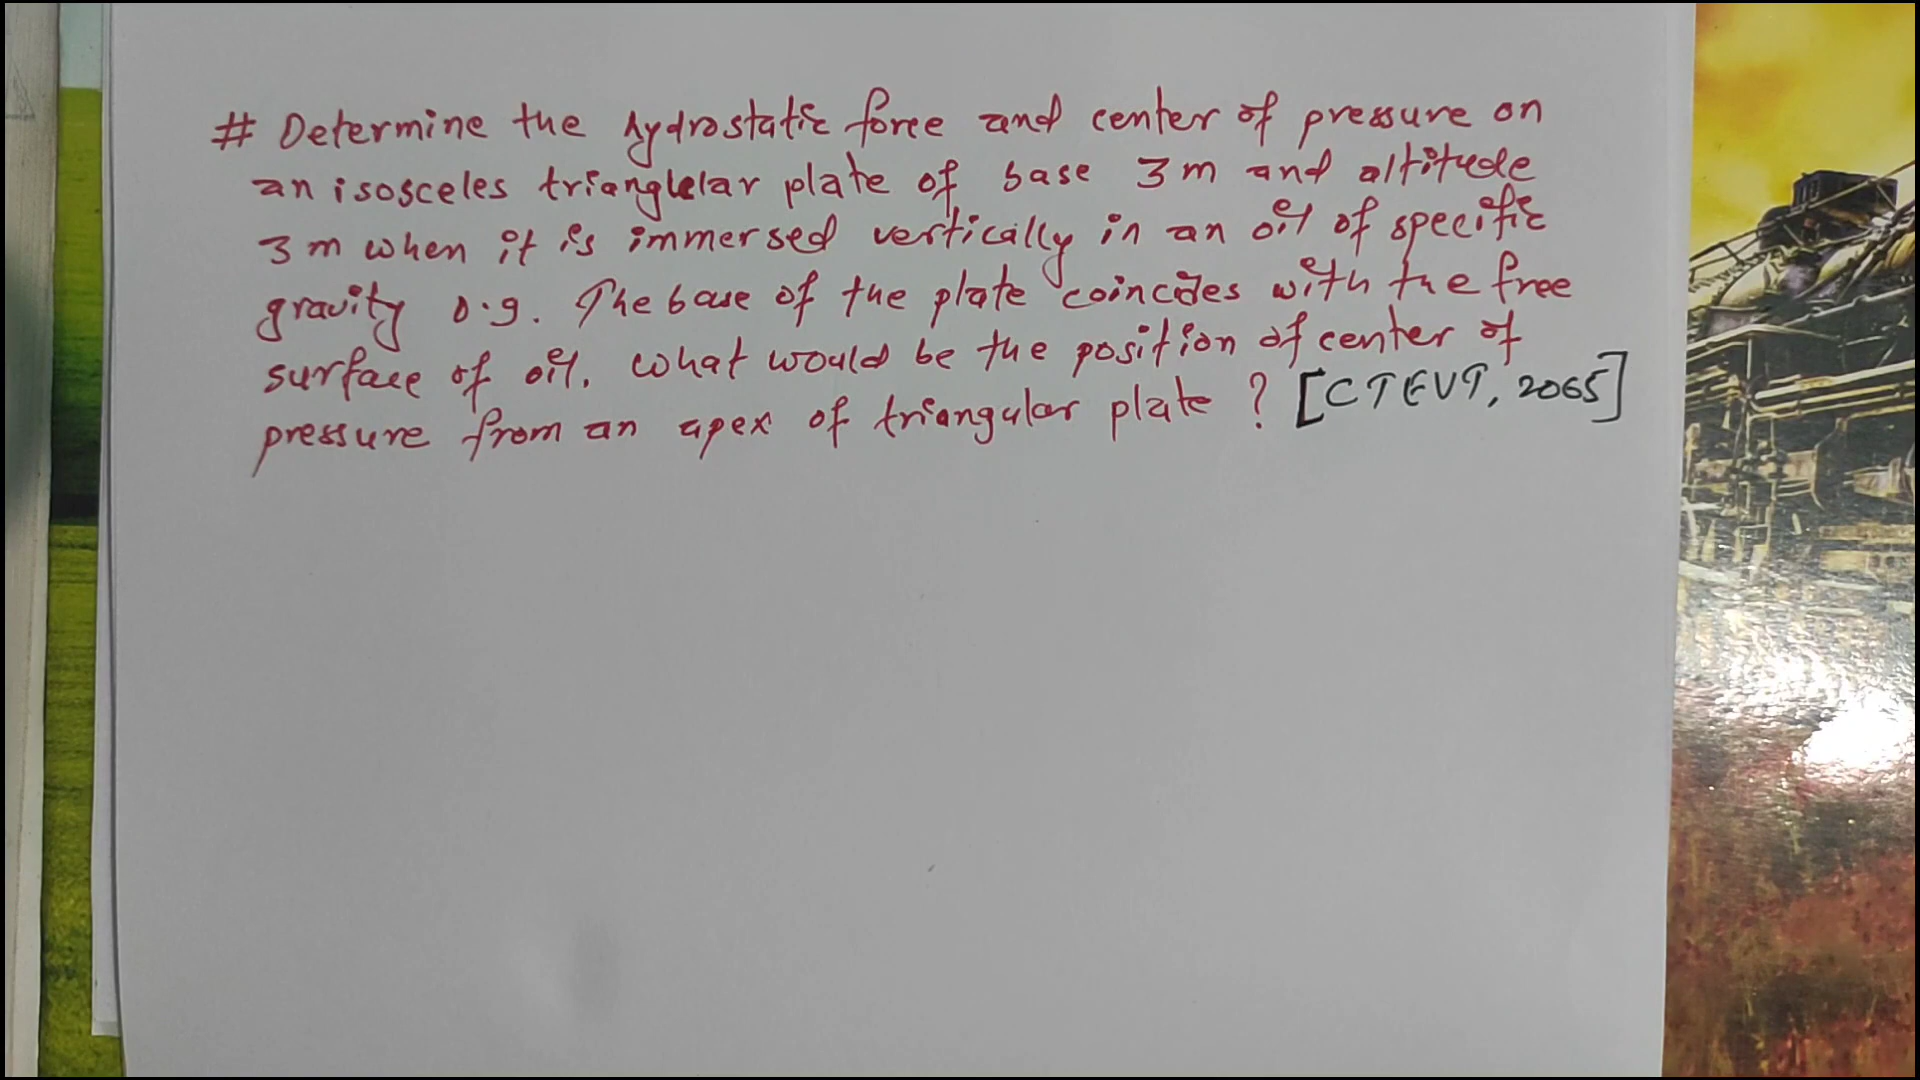 # Determine the hydrostatic force and center of pressure on
an isosceles trianglular plate of base 3m and altitude
3m when it is immersed vertically in an oil of specific
gravity 0.9. The base of the plate coincides with the free
surface of oil. What would be the position of center of
pressure from an apex of triangular plate ? [CTEVT, 2065]